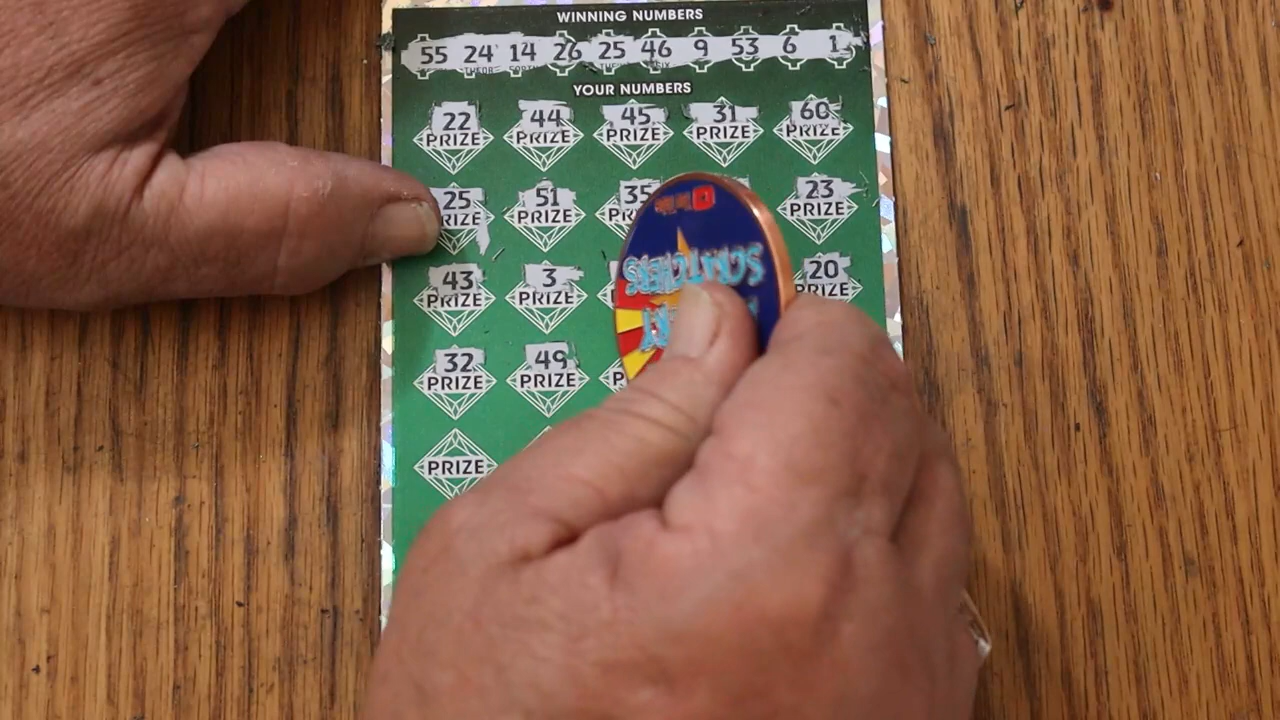 WINNING NUMBERS
55 24 14 26 25 46 9 53 6 1
YOUR NUMBERS
22 44 45 31 60
PRIZE PRIZE PRIZE PRIZE PRIZE
25 51 35 23
PRIZE PRIZE
43 3 20
PRIZE PRIZE PRIZE
32 49
PRIZE PRIZE
PRIZE
SCRATCHERS